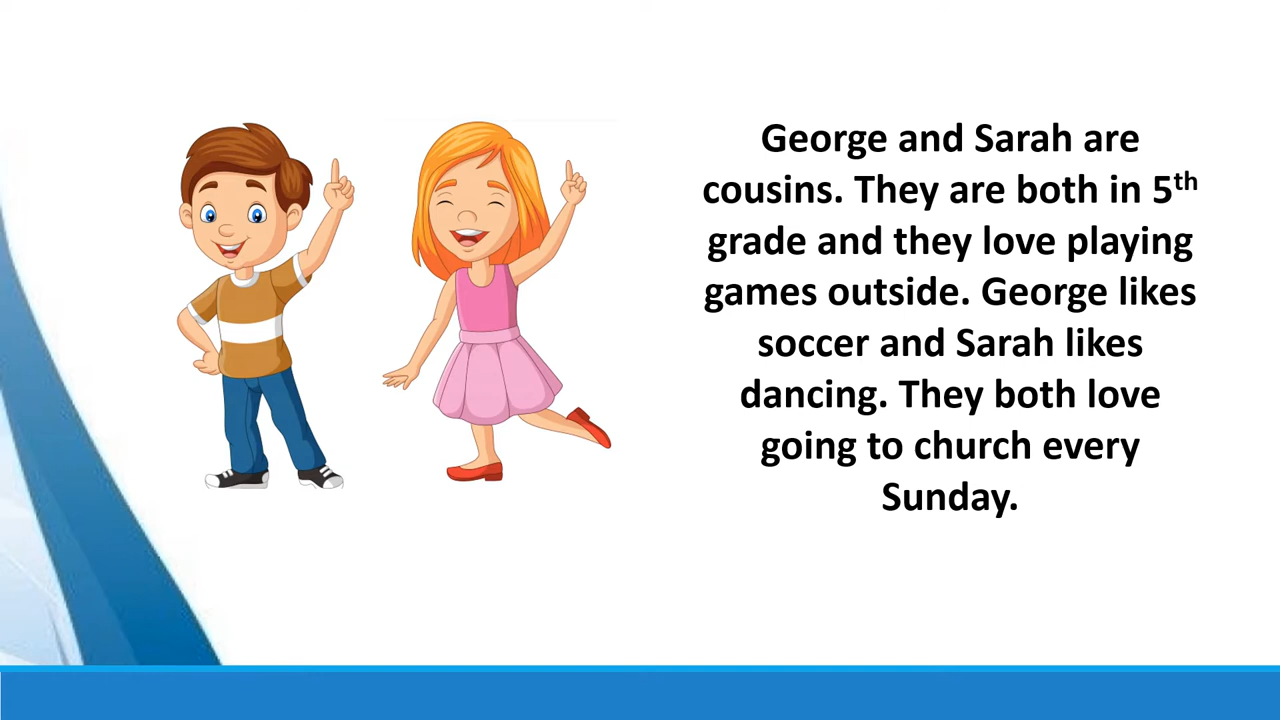 George and Sarah are
cousins. They are both in 5th
grade and they love playing
games outside. George likes
soccer and Sarah likes
dancing. They both love
going to church every
Sunday.